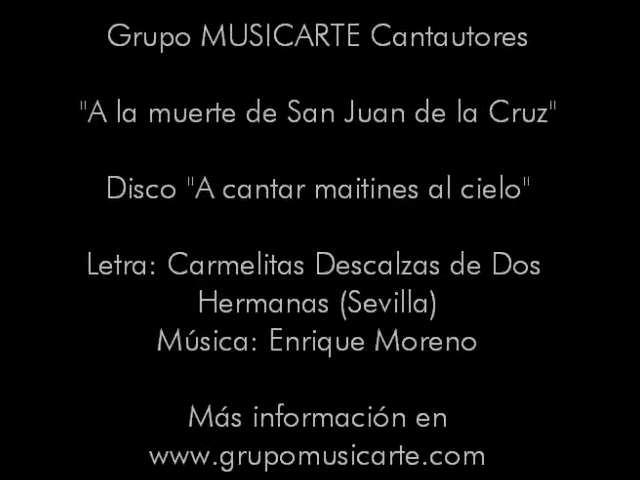 Grupo MUSICARTE Cantautores
"A la muerte de San Juan de la Cruz"
Disco "A cantar maitines al cielo"
Letra: Carmelitas Descalzas de Dos
Hermanas (Sevilla)
Música: Enrique Moreno
Más información en
www.grupomusicarte.com